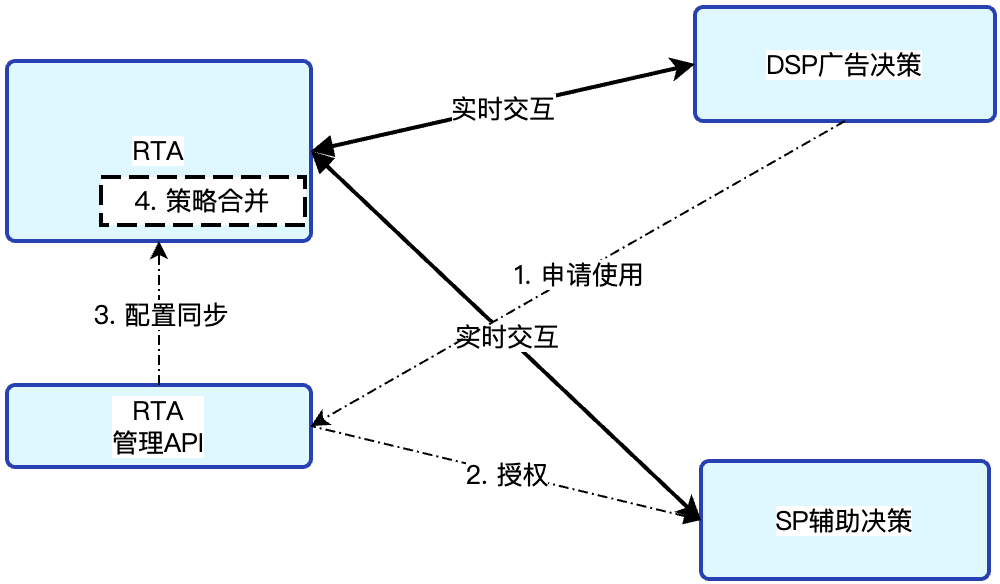 DSP广告决策
实时交互
RTA
4. 策略合并
1. 申请使用
3. 配置同步
实时交互
RTA
管理API
2. 授权
SP辅助决策